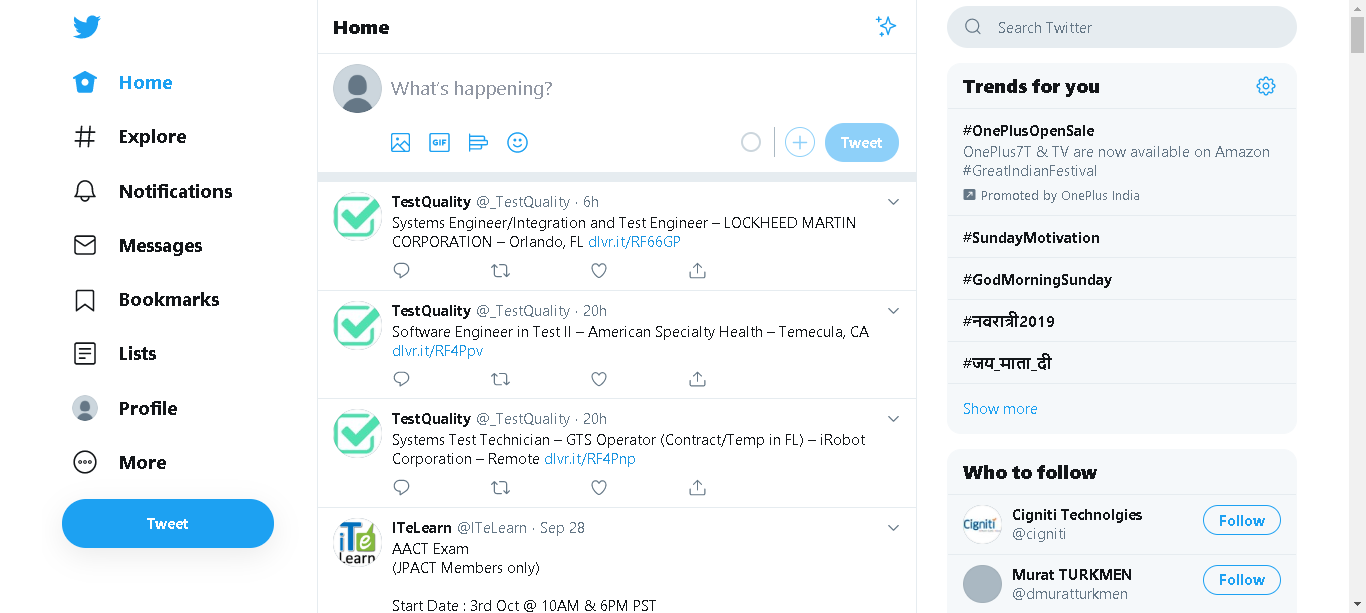 Home
Explore
Notifications
Messages
Bookmarks
Lists
Profile
More
Tweet
Home
What's happening?
GIF
Tweet
TestQuality @_TestQuality · 6h
Systems Engineer/Integration and Test Engineer – LOCKHEED MARTIN
CORPORATION – Orlando, FL dlvr.it/RF66GP
TestQuality @_TestQuality · 20h
Software Engineer in Test II – American Specialty Health – Temecula, CA
dlvr.it/RF4Ppv
TestQuality @_TestQuality · 20h
Systems Test Technician – GTS Operator (Contract/Temp in FL) – iRobot
Corporation – Remote dlvr.it/RF4Pnp
iTe
Learn
ITeLearn @ITeLearn · Sep 28
AACT Exam
(JPACT Members only)
Start Date : 3rd Oct @ 10AM & 6PM PST
Search Twitter
Trends for you
#OnePlusOpenSale
OnePlus7T & TV are now available on Amazon
#GreatIndianFestival
Promoted by OnePlus India
#SundayMotivation
#GodMorningSunday
#नवरात्री2019
#जय_माता_दी
Show more
Who to follow
Cigniti
Cigniti Technolgies
@cigniti
Follow
Murat TURKMEN
@dmuratturkmen
Follow